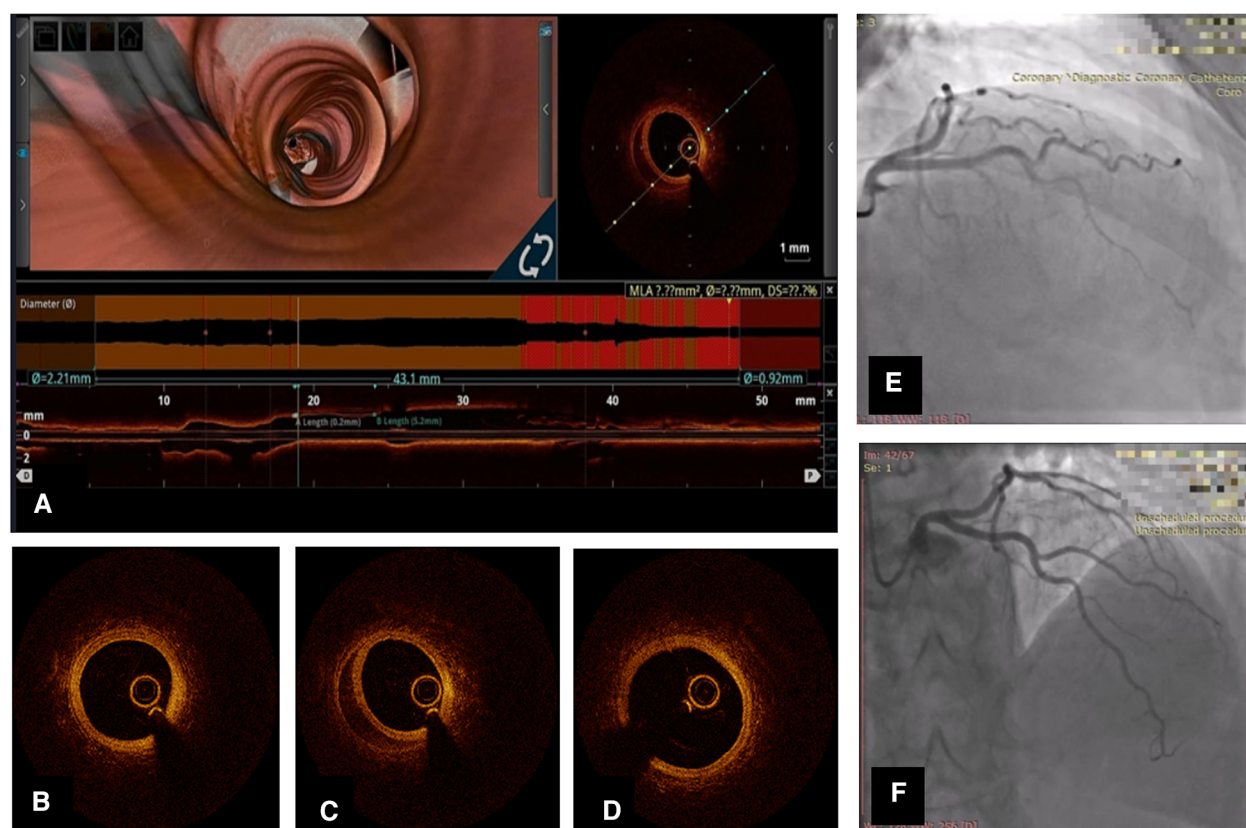 1 mm
MLA ?.??mm², Ø=?.??mm, DS=??.?%
Diameter (Ø)
Ø=2.21mm
43.1 mm
Ø=0.92mm
10
20
30
40
50
mm
mm
A Length (0.2mm)
B Length (5.2mm)
0
2
D
P
A
B
C
D
: 3
Coronary Diagnostic Coronary
Coro
E
Im: 42/67
Se: 1
Unscheduled procedu
Unscheduled procedu
F